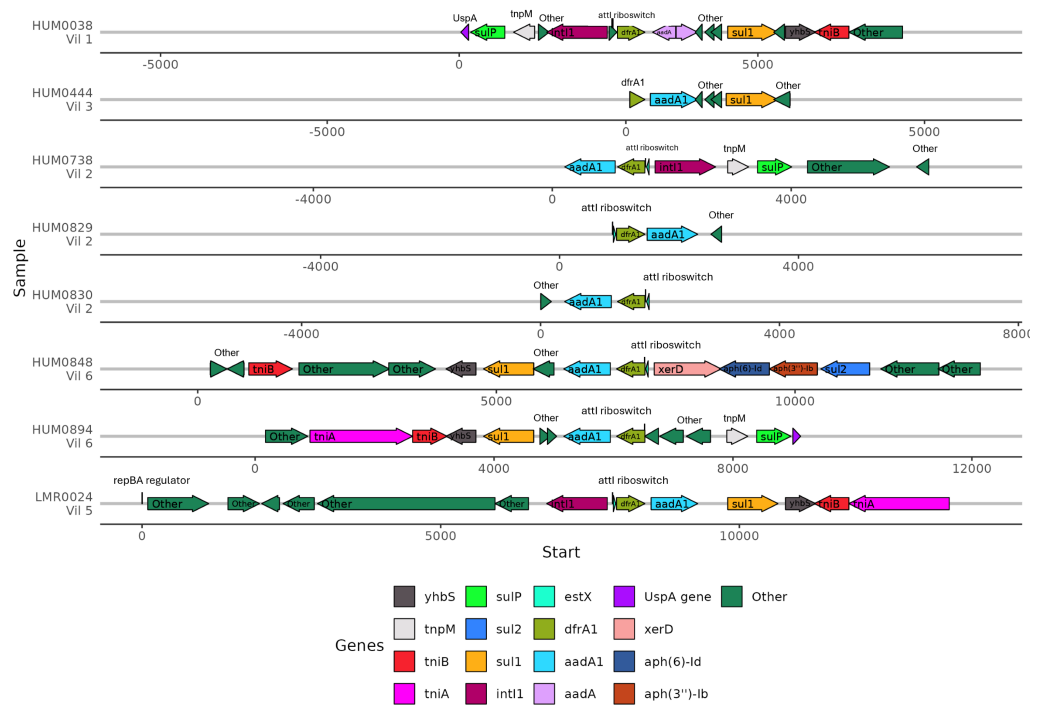 HUM0038
Vil 1
UspA tnpM Other attI riboswitch Other
sulP intI1 dfrA1 aadA sul1 yhbS tniB Other
-5000 0 5000
HUM0444
Vil 3
dfrA1 Other Other
aadA1 sul1
-5000 0 5000
HUM0738
Vil 2
attI riboswitch tnpM Other
aadA1 dfrA1 intI1 sulP Other
-4000 0 4000
HUM0829
Vil 2
attI riboswitch Other
dfrA1 aadA1
-4000 0 4000
HUM0830
Vil 2
Other attI riboswitch
aadA1 dfrA1
-4000 0 4000 8000
HUM0848
Vil 6
Other Other attI riboswitch
tniB Other Other yhbS sul1 aadA1 dfrA1 xerD aph(6)-Id aph(3'')-Ib sul2 Other Other
0 5000 10000
HUM0894
Vil 6
Other attI riboswitch Other tnpM
Other tniA tniB yhbS sul1 aadA1 dfrA1 sulP
0 4000 8000 12000
LMR0024
Vil 5
repBA regulator attI riboswitch
Other Other Other Other Other intI1 dfrA1 aadA1 sul1 yhbS tniB tniA
0 5000 10000
Sample
Start
Genes
yhbS sulP estX UspA gene Other
tnpM sul2 dfrA1 xerD
tniB sul1 aadA1 aph(6)-Id
tniA intI1 aadA aph(3'')-Ib